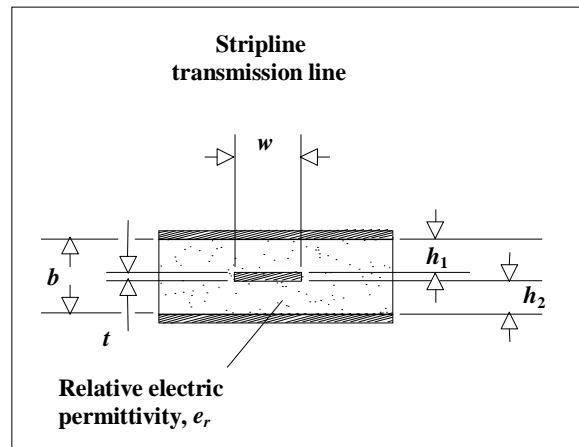 Stripline
transmission line
w
h1
b
h2
t
Relative electric
permittivity, er